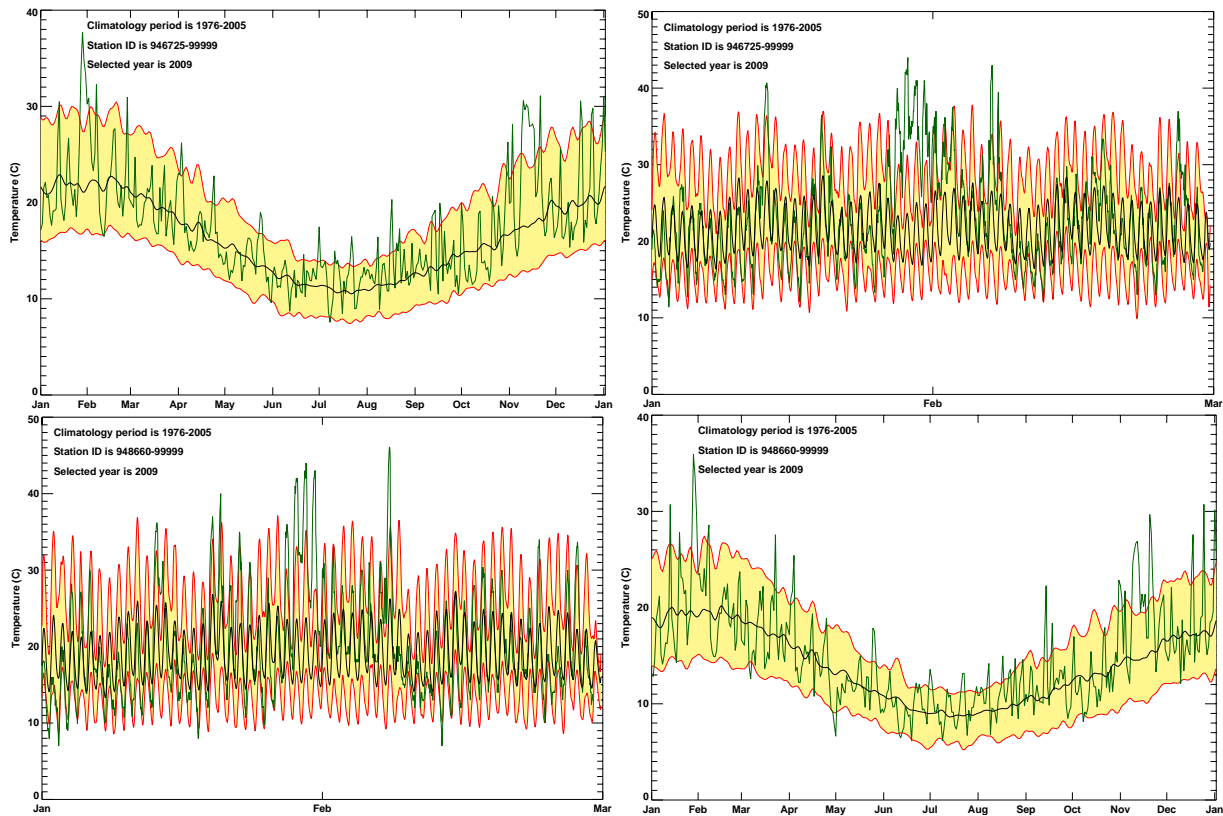 40
Climatology period is 1976-2005
Station ID is 946725-99999
Selected year is 2009
30
20
10
0
Temperature (C)
Jan Feb Mar Apr May Jun Jul Aug Sep Oct Nov Dec Jan
50
Climatology period is 1976-2005
Station ID is 946725-99999
Selected year is 2009
40
30
20
10
0
Temperature (C)
Jan Feb Mar
50
Climatology period is 1976-2005
Station ID is 948660-99999
Selected year is 2009
40
30
20
10
0
Temperature (C)
Jan Feb Mar
40
Climatology period is 1976-2005
Station ID is 948660-99999
Selected year is 2009
30
20
10
0
Temperature (C)
Jan Feb Mar Apr May Jun Jul Aug Sep Oct Nov Dec Jan